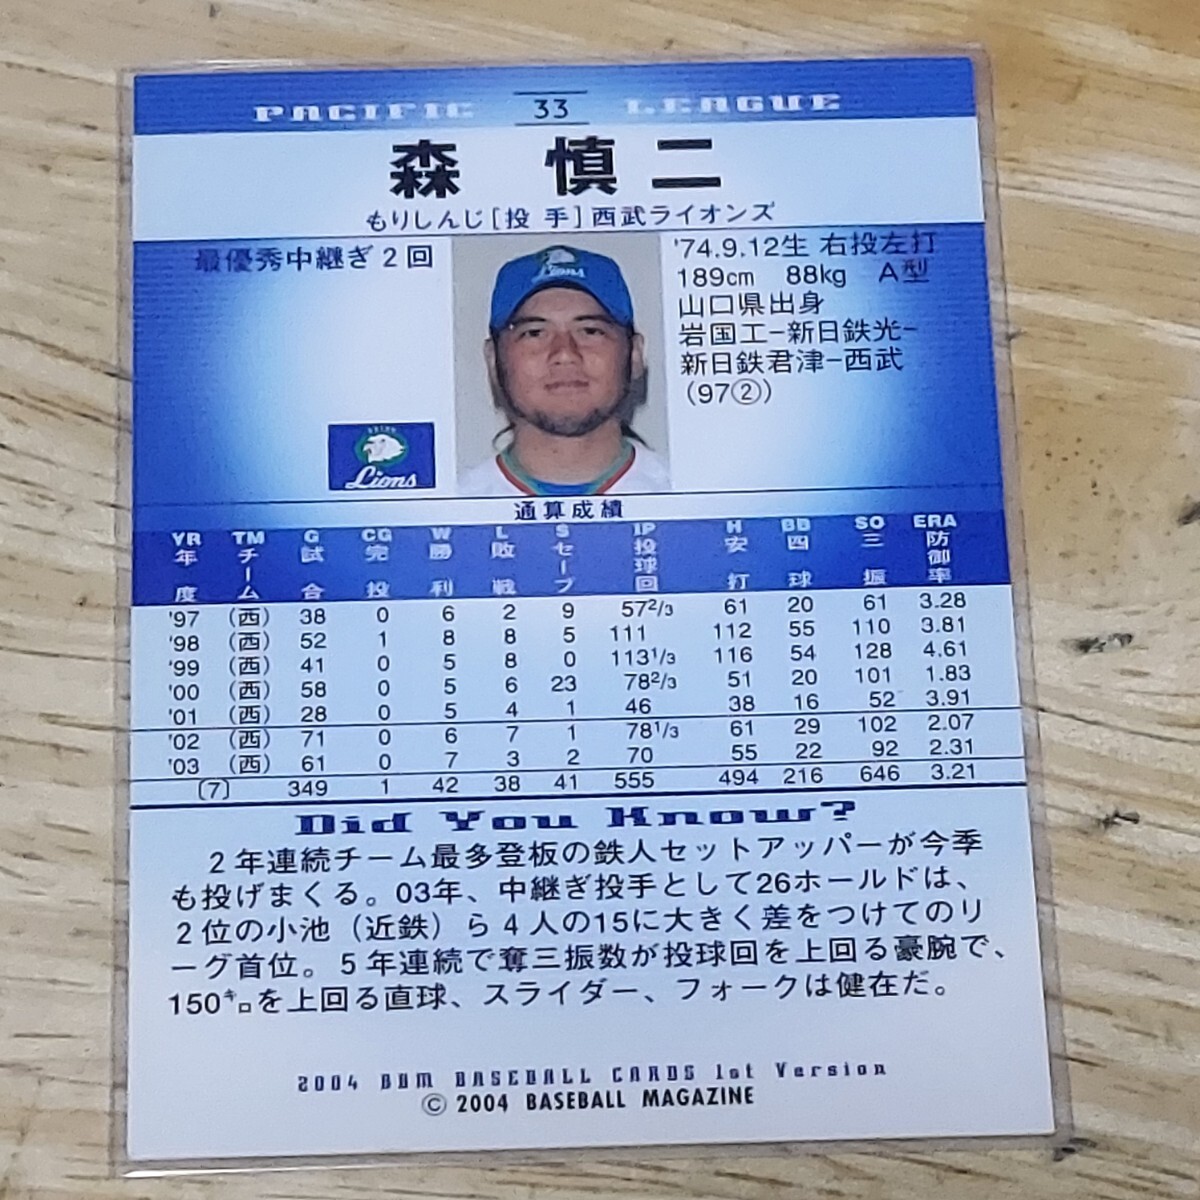 PACIFIC 33 LEAGUE
森 慎二
もりしんじ[投 手]西武ライオンズ
最優秀中継ぎ2回
'74.9.12生 右投左打
189cm 88kg A型
山口県出身
岩国工−新日鉄光−
新日鉄君津−西武
(97②)
Lions
Lions
通算成績
YR TM G CG W L S IP H BB SO ERA
年度 チーム 試合 完投 勝利 敗戦 セーブ 投球回 安打 四球 三振 防御率
'97 (西) 38 0 6 2 9 57 2/3 61 20 61 3.28
'98 (西) 52 1 8 8 5 111 112 55 110 3.81
'99 (西) 41 0 5 8 0 113 1/3 116 54 128 4.61
'00 (西) 58 0 5 6 23 78 2/3 51 20 101 1.83
'01 (西) 28 0 5 4 1 46 38 16 52 3.91
'02 (西) 71 0 6 7 1 78 1/3 61 29 102 2.07
'03 (西) 61 0 7 3 2 70 55 22 92 2.31
〔7〕 349 1 42 38 41 555 494 216 646 3.21
Did You Know?
2年連続チーム最多登板の鉄人セットアッパーが今季
も投げまくる。03年、中継ぎ投手として26ホールドは、
2位の小池(近鉄)ら4人の15に大きく差をつけてのリ
ーグ首位。5年連続で奪三振数が投球回を上回る豪腕で、
150㌔を上回る直球、スライダー、フォークは健在だ。
2004 BBM BASEBALL CARDS 1st Version
© 2004 BASEBALL MAGAZINE